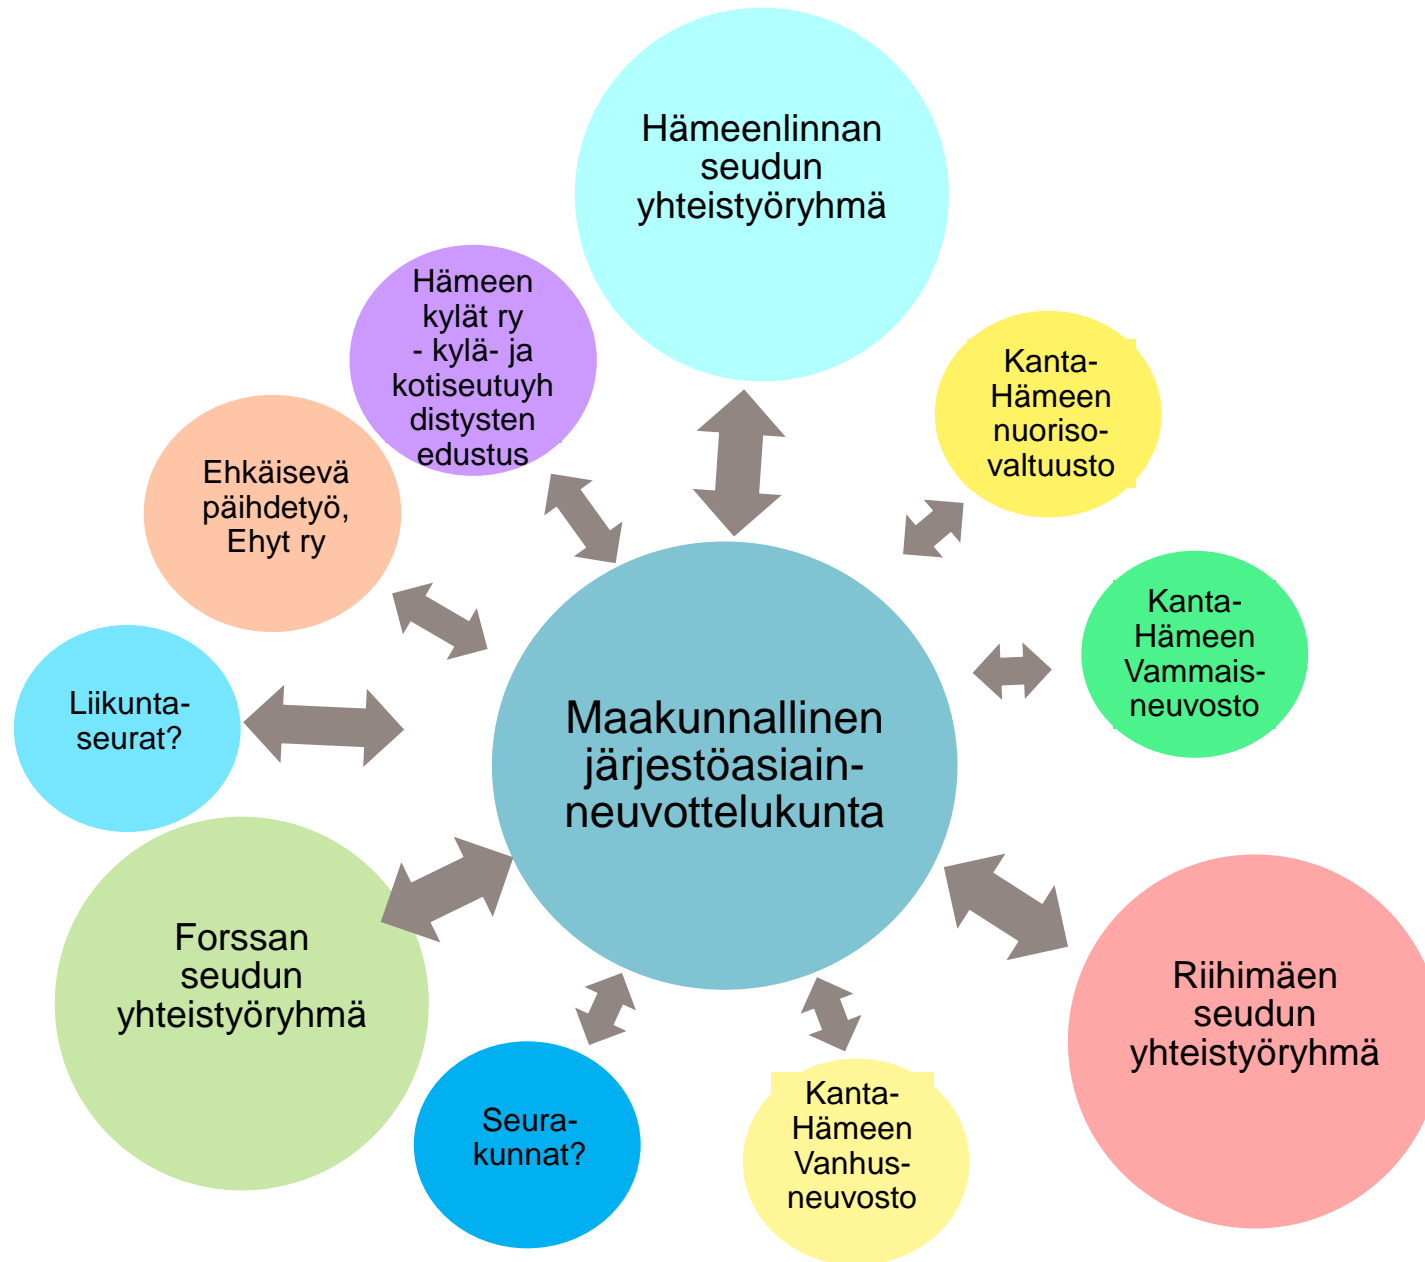 Hämeenlinnan
seudun
yhteistyöryhmä
Hämeen
kylät ry
- kylä- ja
kotiseutuyh
distysten
edustus
Kanta-
Hämeen
nuoriso-
valtuusto
Ehkäisevä
päihdetyö,
Ehyt ry
Kanta-
Hämeen
Vammais-
neuvosto
Liikunta-
seurat?
Maakunnallinen
järjestöasiain-
neuvottelukunta
Forssan
seudun
yhteistyöryhmä
Riihimäen
seudun
yhteistyöryhmä
Seura-
kunnat?
Kanta-
Hämeen
Vanhus-
neuvosto